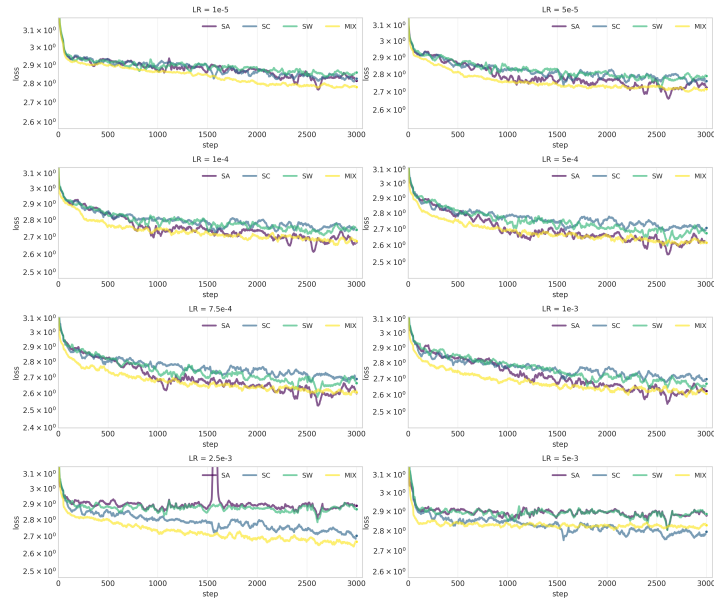 LR = 1e-5
SA SC SW MIX
3.1 × 10⁰
3 × 10⁰
2.9 × 10⁰
2.8 × 10⁰
2.7 × 10⁰
2.6 × 10⁰
loss
0 500 1000 1500 2000 2500 3000
step
LR = 5e-5
SA SC SW MIX
3.1 × 10⁰
3 × 10⁰
2.9 × 10⁰
2.8 × 10⁰
2.7 × 10⁰
2.6 × 10⁰
loss
0 500 1000 1500 2000 2500 3000
step
LR = 1e-4
SA SC SW MIX
3.1 × 10⁰
3 × 10⁰
2.9 × 10⁰
2.8 × 10⁰
2.7 × 10⁰
2.6 × 10⁰
2.5 × 10⁰
loss
0 500 1000 1500 2000 2500 3000
step
LR = 5e-4
SA SC SW MIX
3.1 × 10⁰
3 × 10⁰
2.9 × 10⁰
2.8 × 10⁰
2.7 × 10⁰
2.6 × 10⁰
2.5 × 10⁰
loss
0 500 1000 1500 2000 2500 3000
step
LR = 7.5e-4
SA SC SW MIX
3.1 × 10⁰
3 × 10⁰
2.9 × 10⁰
2.8 × 10⁰
2.7 × 10⁰
2.6 × 10⁰
2.5 × 10⁰
2.4 × 10⁰
loss
0 500 1000 1500 2000 2500 3000
step
LR = 1e-3
SA SC SW MIX
3.1 × 10⁰
3 × 10⁰
2.9 × 10⁰
2.8 × 10⁰
2.7 × 10⁰
2.6 × 10⁰
2.5 × 10⁰
loss
0 500 1000 1500 2000 2500 3000
step
LR = 2.5e-3
SA SC SW MIX
3.1 × 10⁰
3 × 10⁰
2.9 × 10⁰
2.8 × 10⁰
2.7 × 10⁰
2.6 × 10⁰
2.5 × 10⁰
loss
0 500 1000 1500 2000 2500 3000
step
LR = 5e-3
SA SC SW MIX
3.1 × 10⁰
3 × 10⁰
2.9 × 10⁰
2.8 × 10⁰
2.7 × 10⁰
2.6 × 10⁰
loss
0 500 1000 1500 2000 2500 3000
step